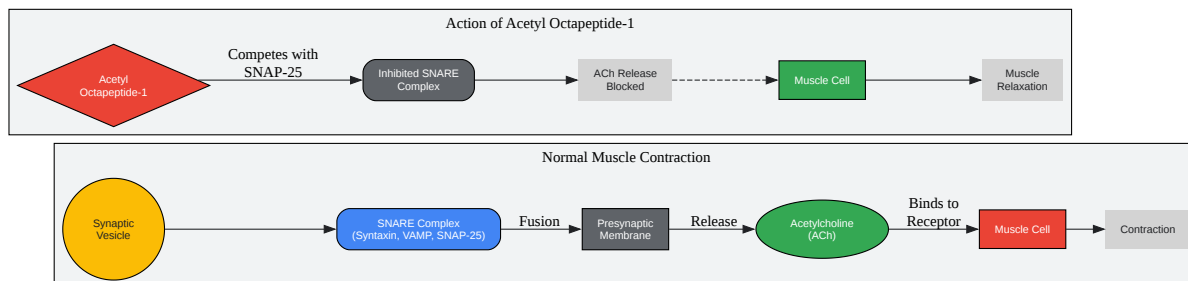 Action of Acetyl Octapeptide-1
Acetyl
Octapeptide-1
Competes with
SNAP-25
Inhibited SNARE
Complex
ACh Release
Blocked
Muscle Cell
Muscle
Relaxation
Normal Muscle Contraction
Synaptic
Vesicle
SNARE Complex
(Syntaxin, VAMP, SNAP-25)
Fusion
Presynaptic
Membrane
Release
Acetylcholine
(ACh)
Binds to
Receptor
Muscle Cell
Contraction